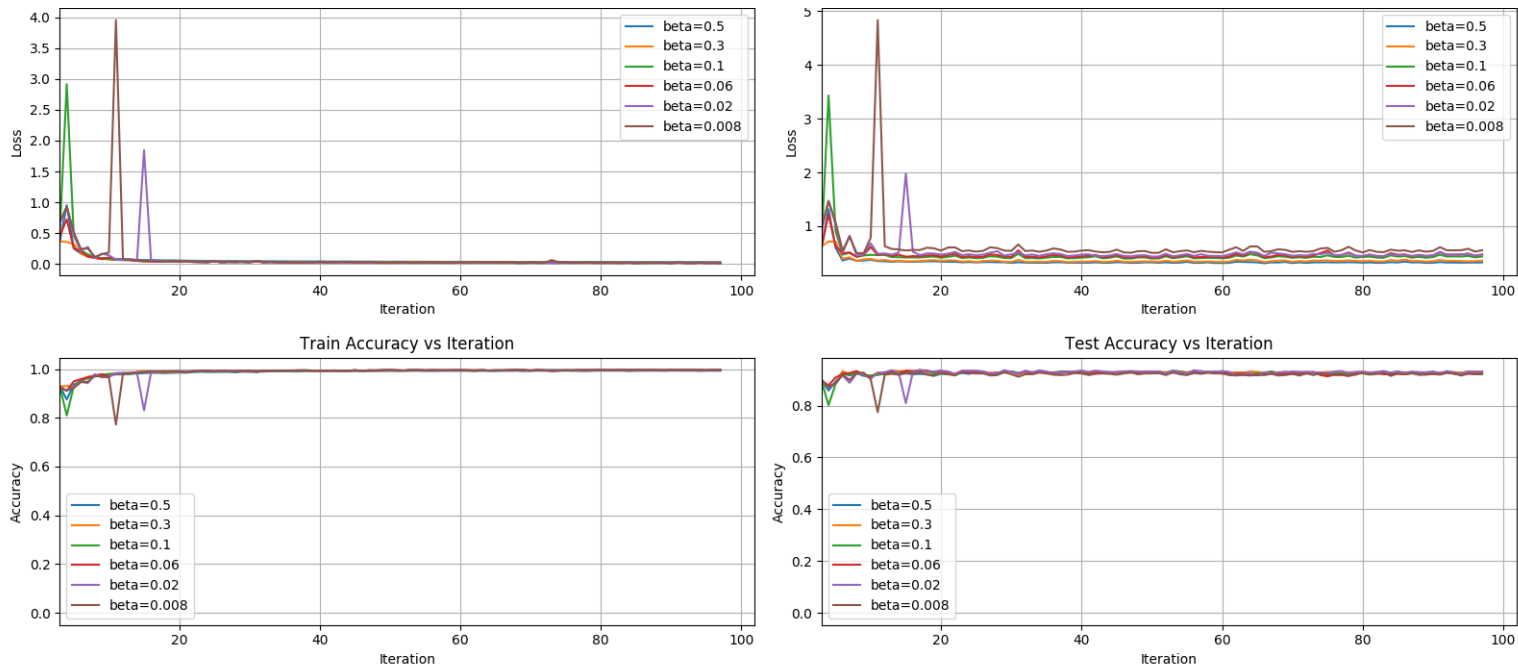 4.0
3.5
3.0
2.5
2.0
1.5
1.0
0.5
0.0
Loss
beta=0.5
beta=0.3
beta=0.1
beta=0.06
beta=0.02
beta=0.008
20
40
60
80
100
Iteration
5
4
3
2
1
Loss
beta=0.5
beta=0.3
beta=0.1
beta=0.06
beta=0.02
beta=0.008
20
40
60
80
100
Iteration
Train Accuracy vs Iteration
1.0
0.8
0.6
0.4
0.2
0.0
Accuracy
beta=0.5
beta=0.3
beta=0.1
beta=0.06
beta=0.02
beta=0.008
20
40
60
80
100
Iteration
Test Accuracy vs Iteration
0.8
0.6
0.4
0.2
0.0
Accuracy
beta=0.5
beta=0.3
beta=0.1
beta=0.06
beta=0.02
beta=0.008
20
40
60
80
100
Iteration